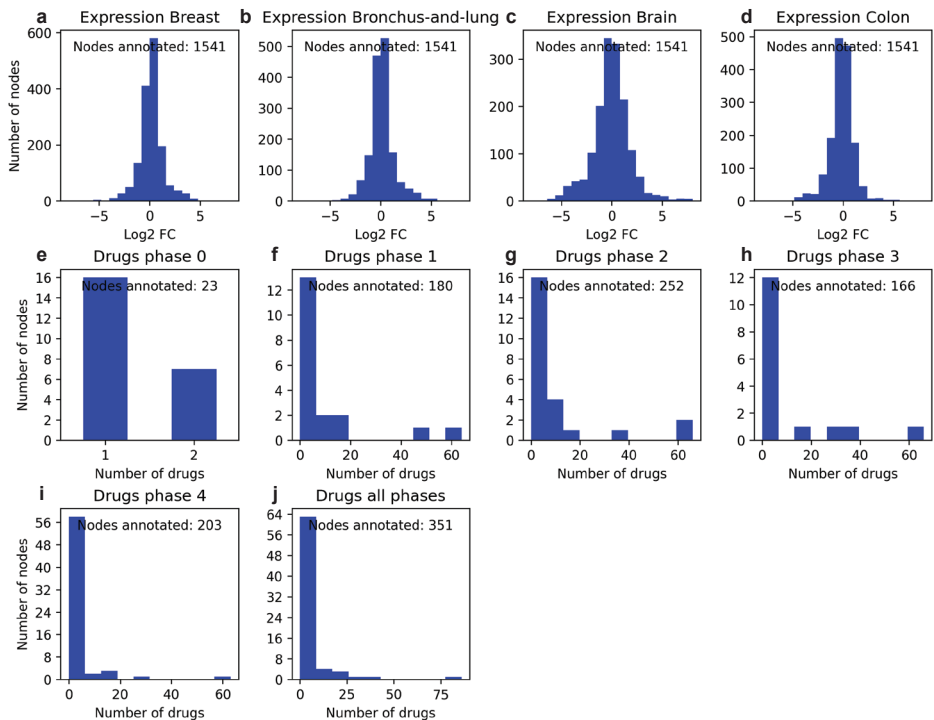 a Expression Breast
b Expression Bronchus-and-lung
c Expression Brain
d Expression Colon
Nodes annotated: 1541
Nodes annotated: 1541
Nodes annotated: 1541
Nodes annotated: 1541
Number of nodes
600
400
200
0
500
400
300
200
100
0
300
200
100
0
500
400
300
200
100
0
−5 0 5
−5 0 5
−5 0 5
−5 0 5
Log2 FC
Log2 FC
Log2 FC
Log2 FC
e Drugs phase 0
f Drugs phase 1
g Drugs phase 2
h Drugs phase 3
Nodes annotated: 23
Nodes annotated: 180
Nodes annotated: 252
Nodes annotated: 166
Number of nodes
16
14
12
10
8
6
4
2
0
12
10
8
6
4
2
0
16
14
12
10
8
6
4
2
0
12
10
8
6
4
2
0
1 2
0 20 40 60
0 20 40 60
0 20 40 60
Number of drugs
Number of drugs
Number of drugs
Number of drugs
i Drugs phase 4
j Drugs all phases
Nodes annotated: 203
Nodes annotated: 351
Number of nodes
56
48
40
32
24
16
8
0
64
56
48
40
32
24
16
8
0
0 20 40 60
0 25 50 75
Number of drugs
Number of drugs